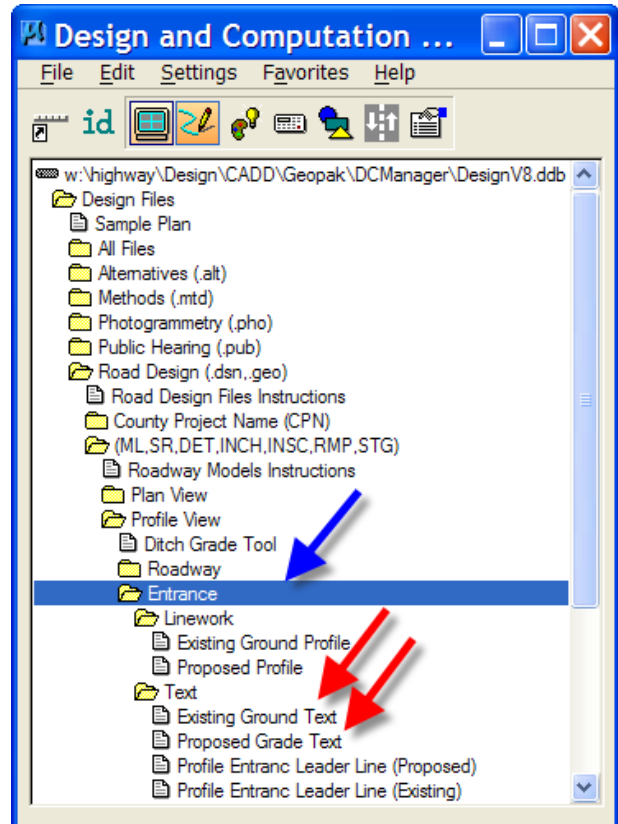 Design and Computation ...
File Edit Settings Favorites Help
id
w:\highway\Design\CADD\Geopak\DCManager\DesignV8.ddb
Design Files
Sample Plan
All Files
Alternatives (.alt)
Methods (.mtd)
Photogrammetry (.pho)
Public Hearing (.pub)
Road Design (.dsn,.geo)
Road Design Files Instructions
County Project Name (CPN)
(ML,SR,DET,INCH,INSC,RMP,STG)
Roadway Models Instructions
Plan View
Profile View
Ditch Grade Tool
Roadway
Entrance
Linework
Existing Ground Profile
Proposed Profile
Text
Existing Ground Text
Proposed Grade Text
Profile Entranc Leader Line (Proposed)
Profile Entranc Leader Line (Existing)